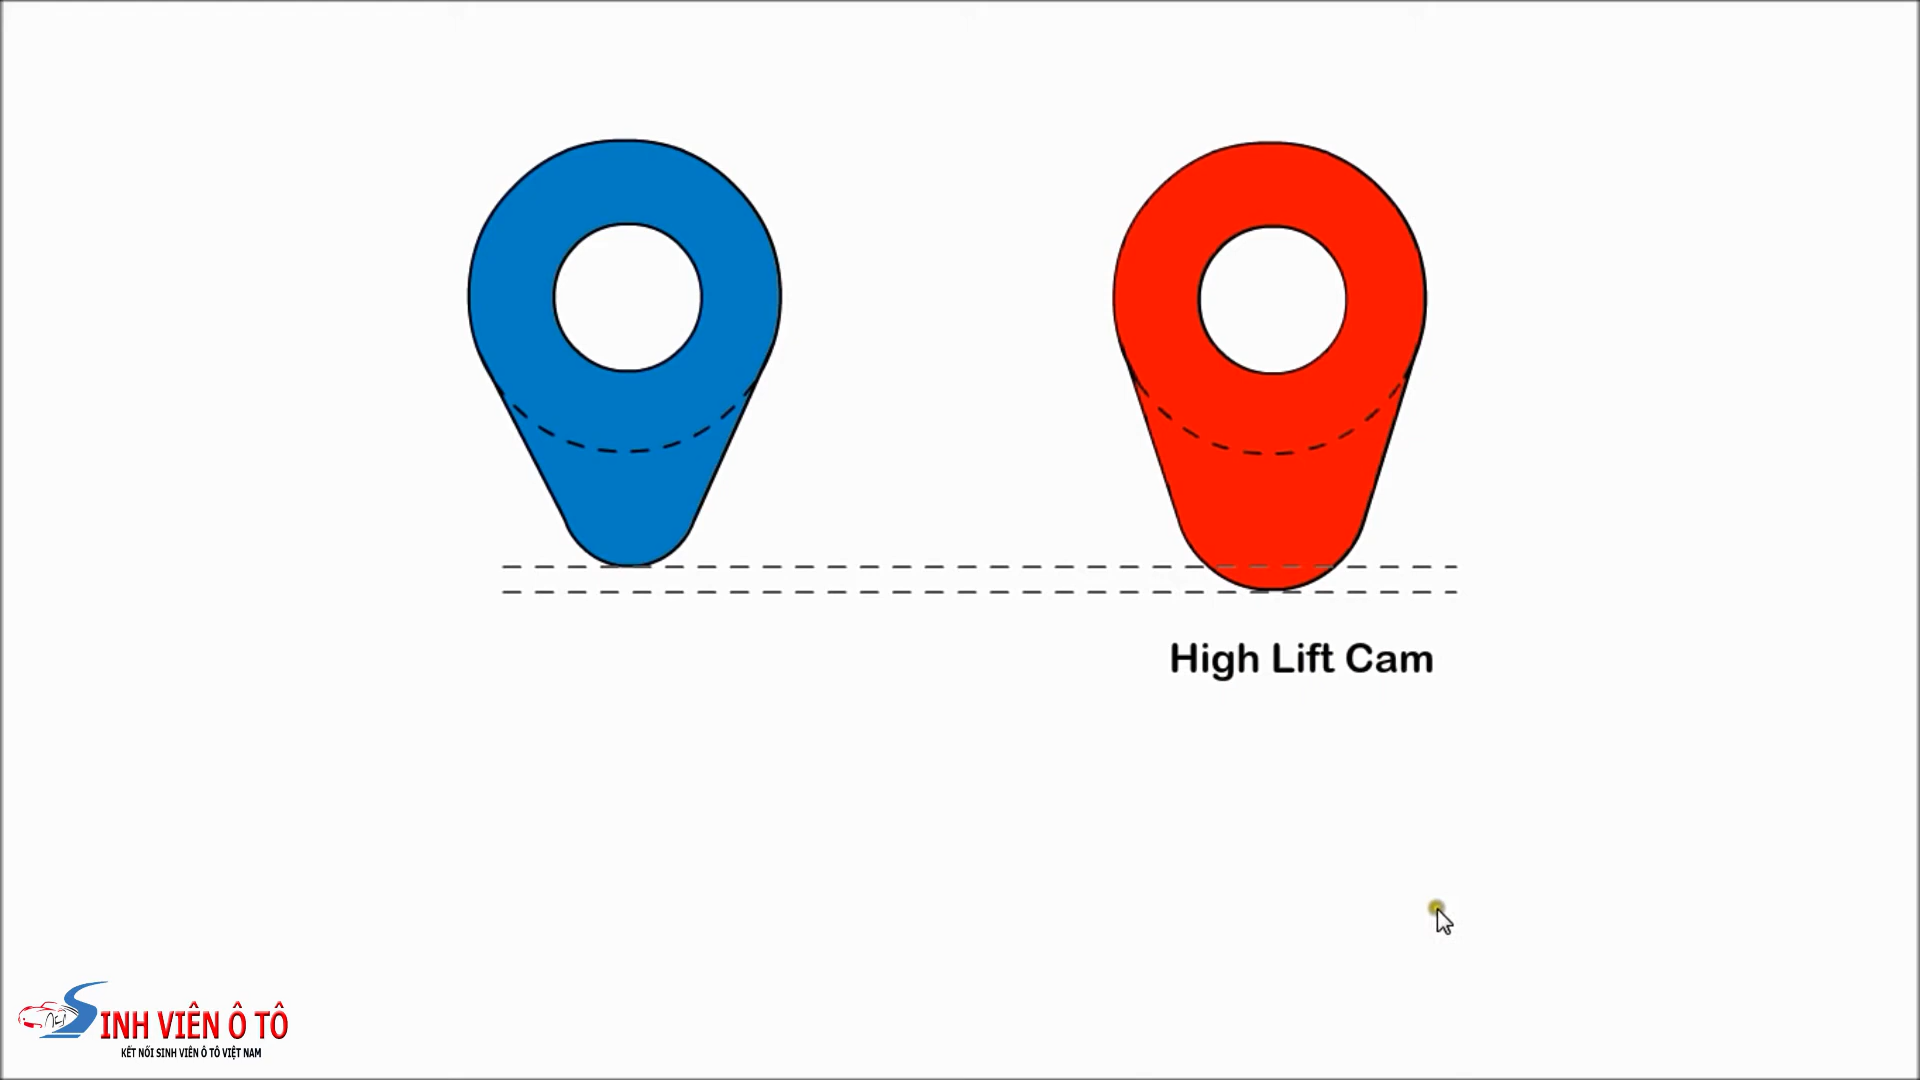 High Lift Cam
SINH VIÊN Ô TÔ
KẾT NỐI SINH VIÊN Ô TÔ VIỆT NAM